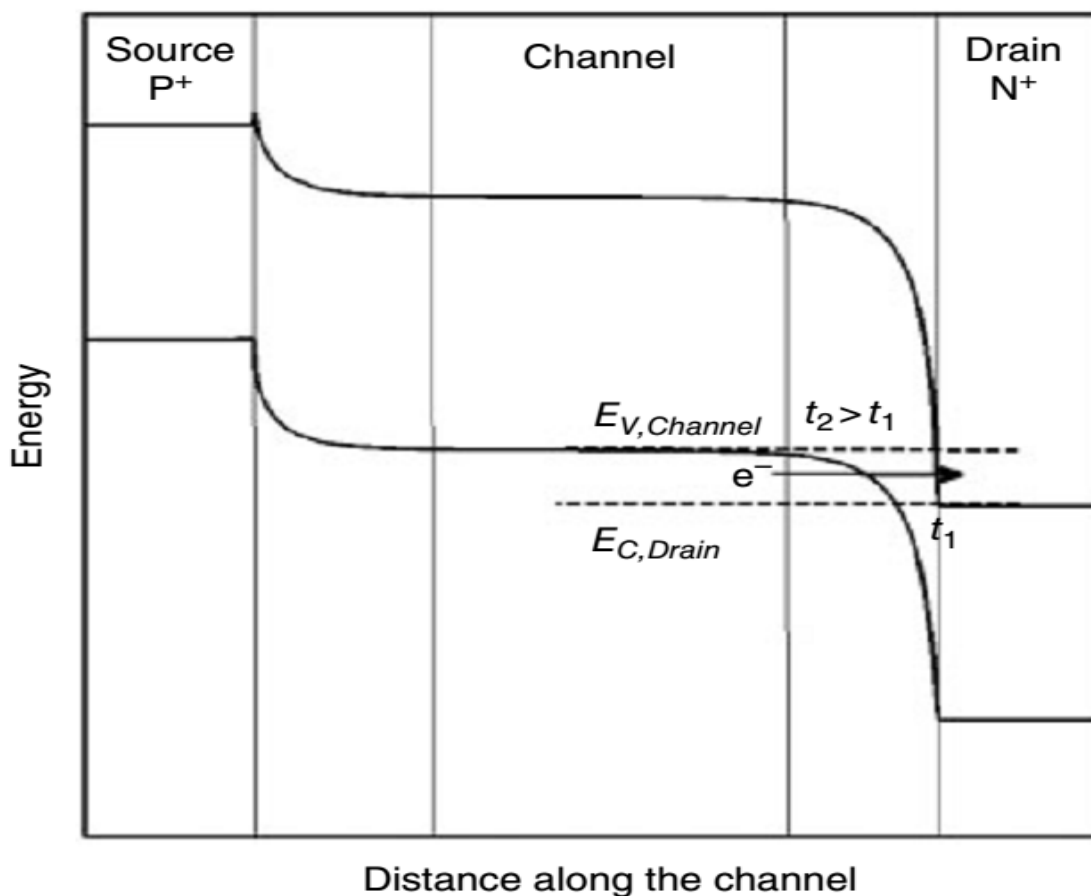 Source
P⁺
Channel
Drain
N⁺
Energy
E_V,Channel
t₂ > t₁
e⁻
E_C,Drain
t₁
Distance along the channel